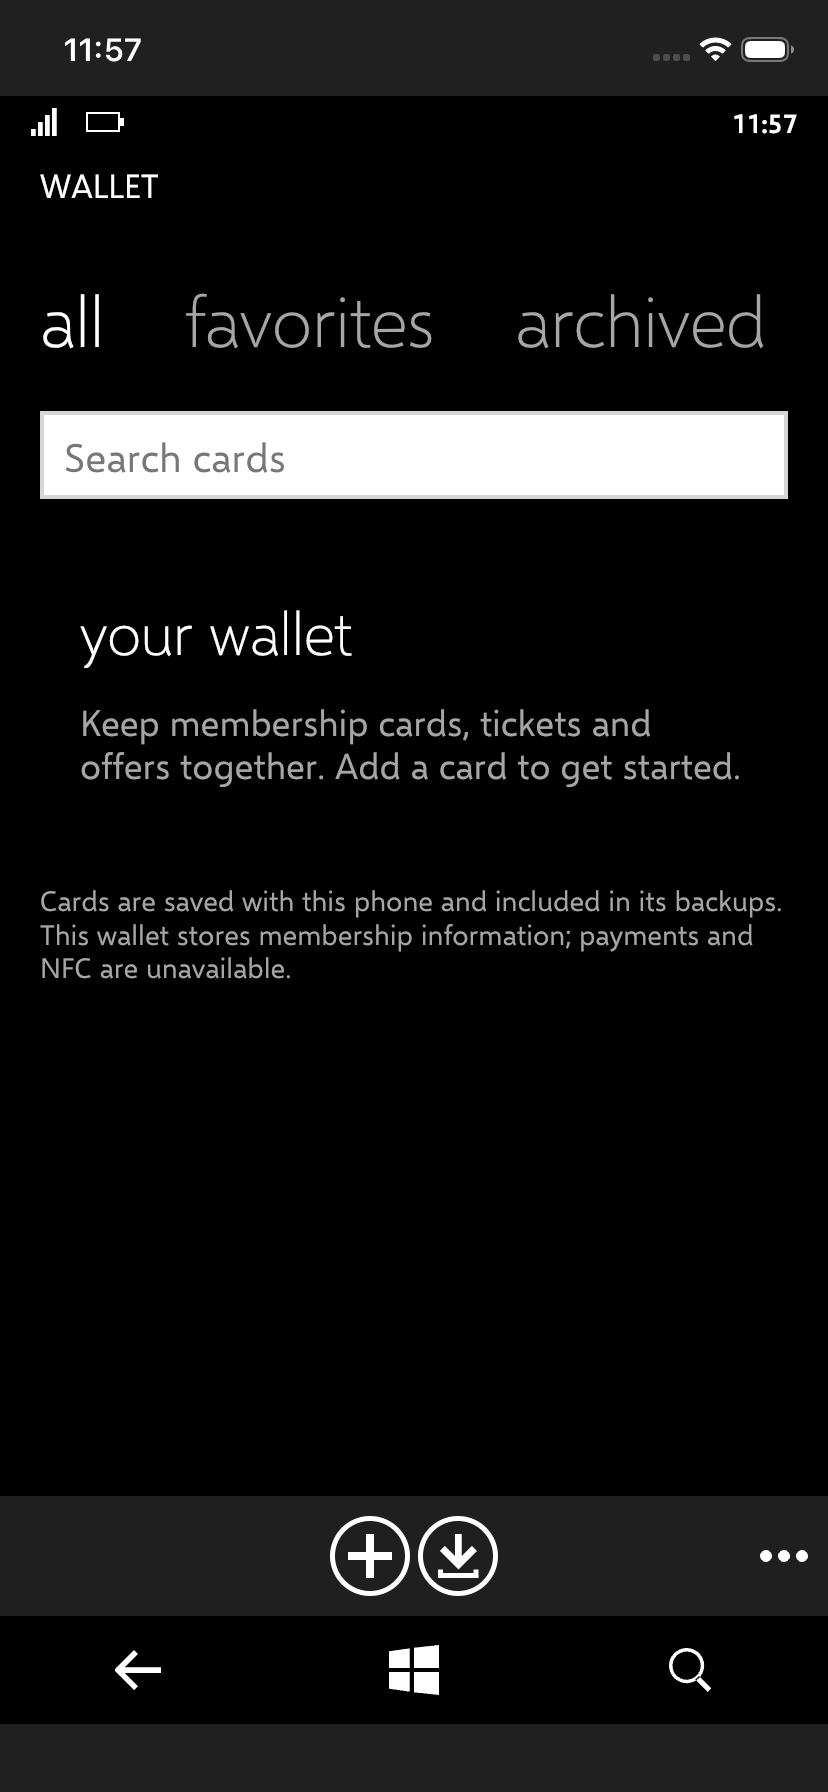 11:57
11:57
WALLET
all favorites archived
Search cards
your wallet
Keep membership cards, tickets and
offers together. Add a card to get started.
Cards are saved with this phone and included in its backups.
This wallet stores membership information; payments and
NFC are unavailable.